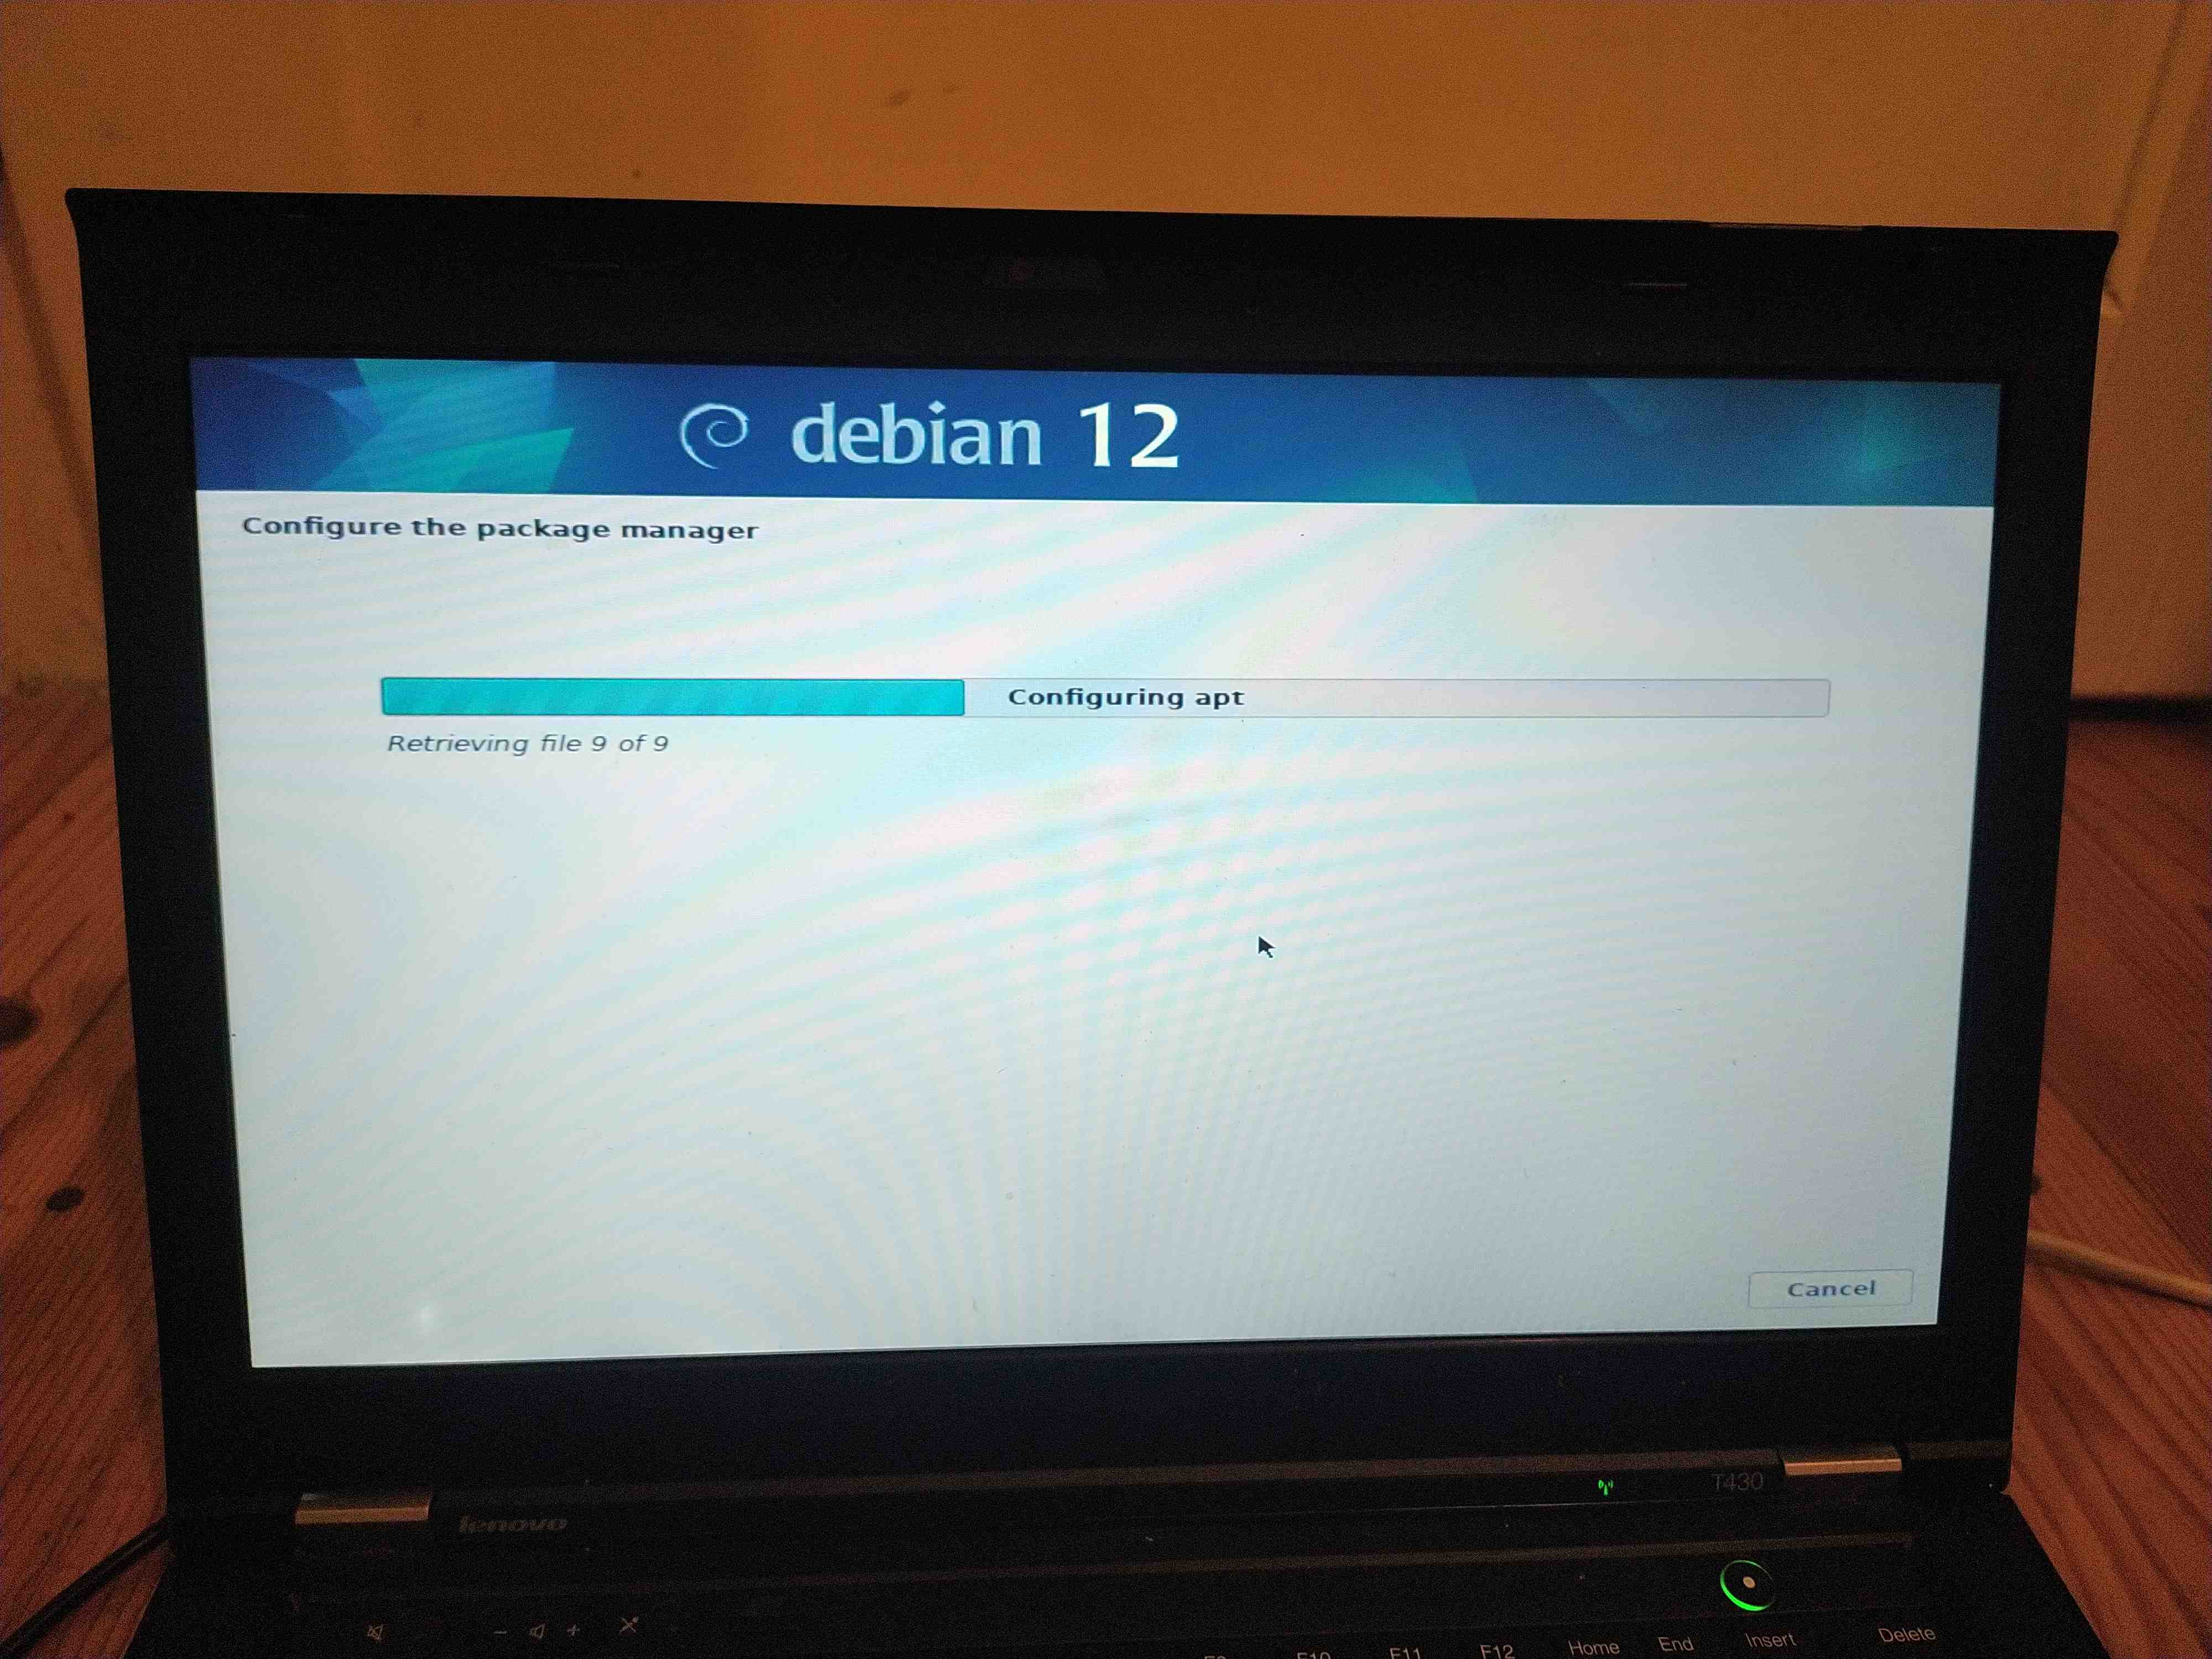 debian 12
Configure the package manager
Configuring apt
Retrieving file 9 of 9
Cancel
T430
lenovo
F10 F11 F12 Home End Insert Delete